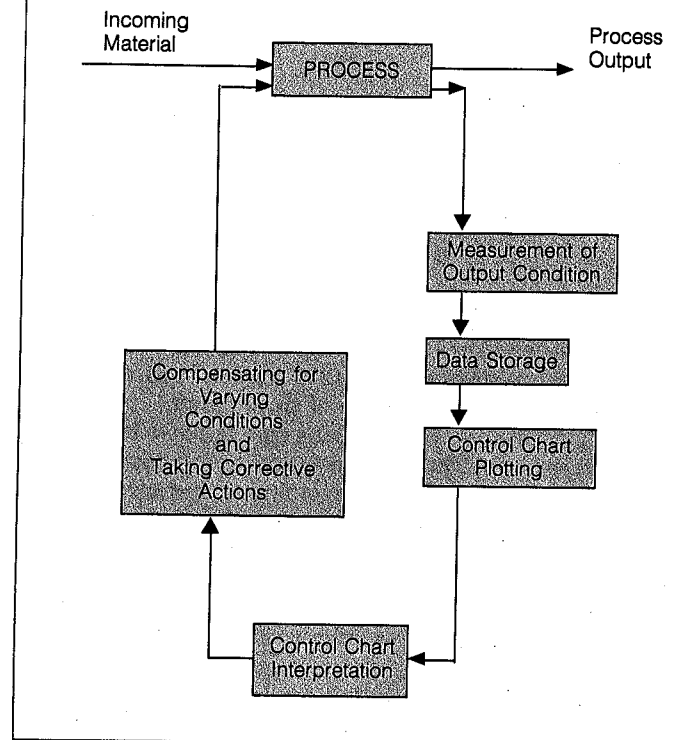 Incoming
Material
PROCESS
Process
Output
Measurement of
Output Condition
Data Storage
Control Chart
Plotting
Control Chart
Interpretation
Compensating for
Varying
Conditions
and
Taking Corrective
Actions